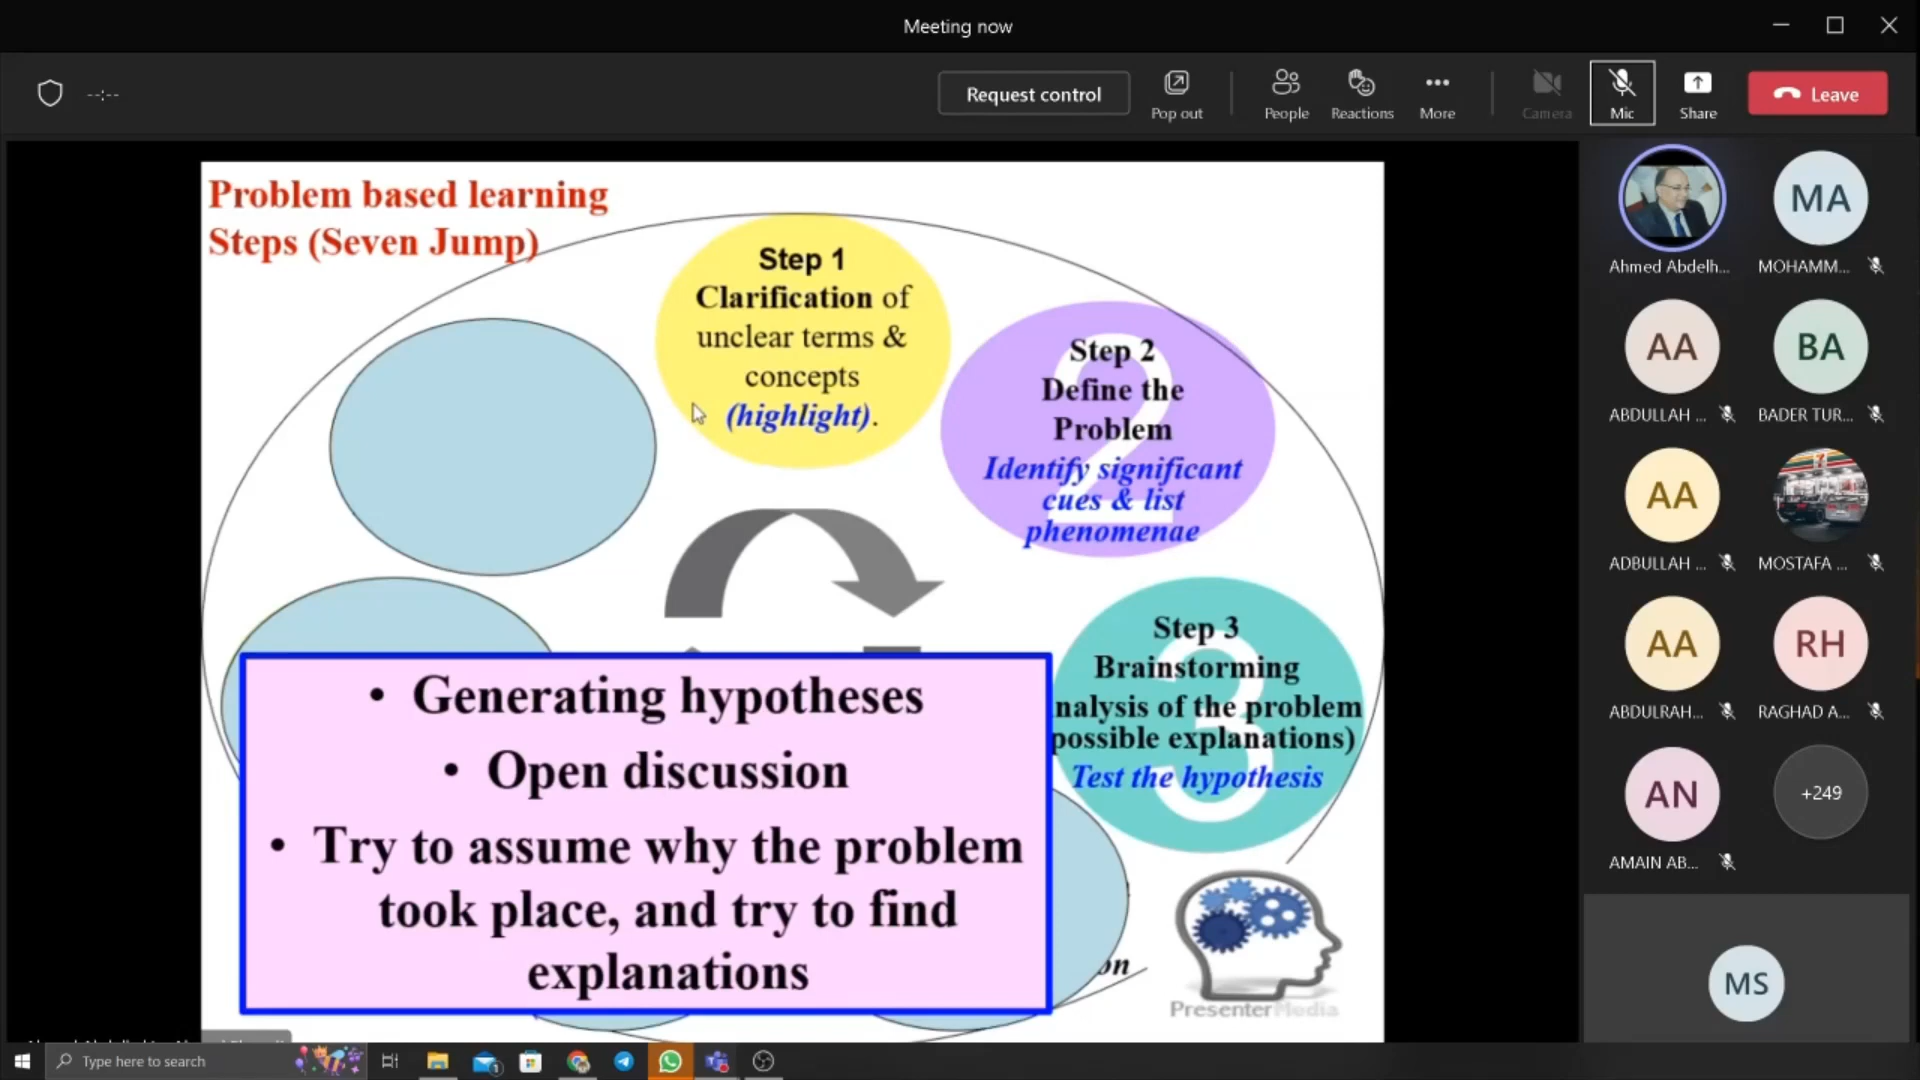 Meeting now
--:--
Request control
Pop out
People
Reactions
More
Camera
Mic
Share
Leave
Problem based learning
Steps (Seven Jump)
Step 1
Clarification of
unclear terms &
concepts
(highlight).
Step 2
Define the
Problem
Identify significant
cues & list
phenomenae
Step 3
Brainstorming
nalysis of the problem
possible explanations)
Test the hypothesis
• Generating hypotheses
• Open discussion
• Try to assume why the problem
took place, and try to find
explanations
on
PresenterMedia
Ahmed Abdelh...
MA
MOHAMM...
AA
ABDULLAH ...
BA
BADER TUR...
AA
ADBULLAH ...
MOSTAFA ...
AA
ABDULRAH...
RH
RAGHAD A...
AN
AMAIN AB...
+249
MS
Type here to search